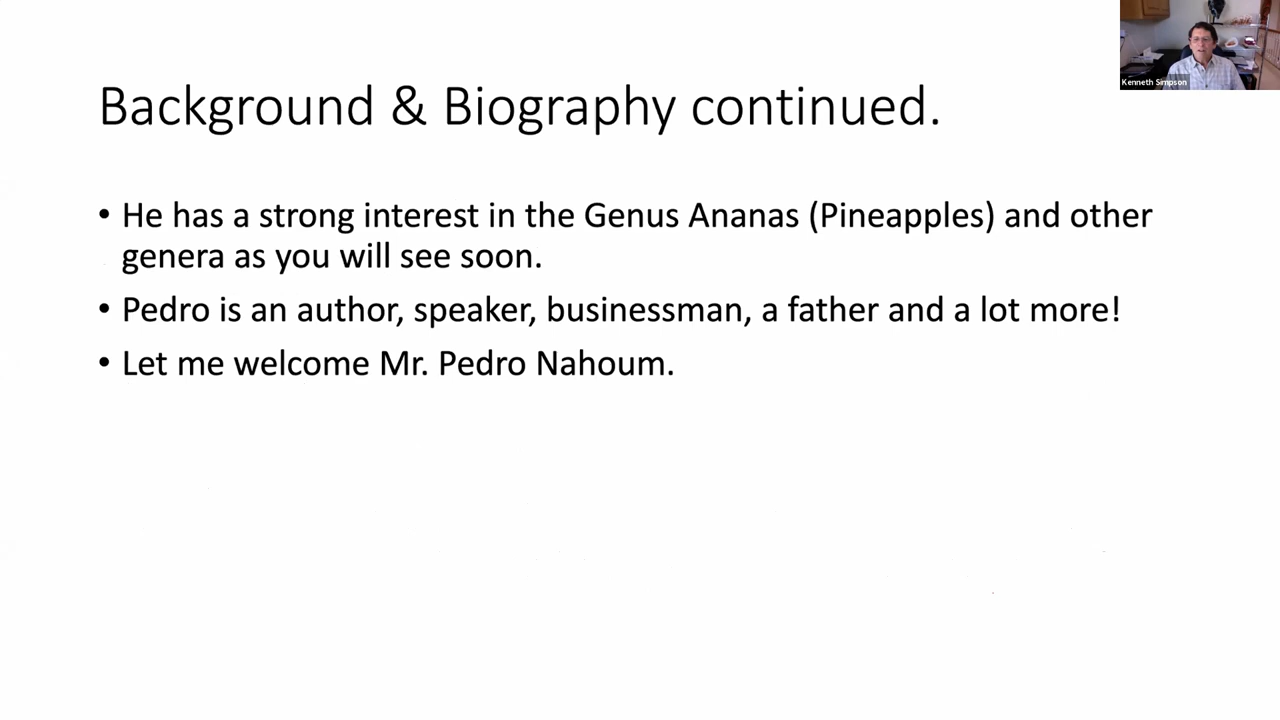 Kenneth Simpson
Background & Biography continued.
• He has a strong interest in the Genus Ananas (Pineapples) and other
genera as you will see soon.
• Pedro is an author, speaker, businessman, a father and a lot more!
• Let me welcome Mr. Pedro Nahoum.